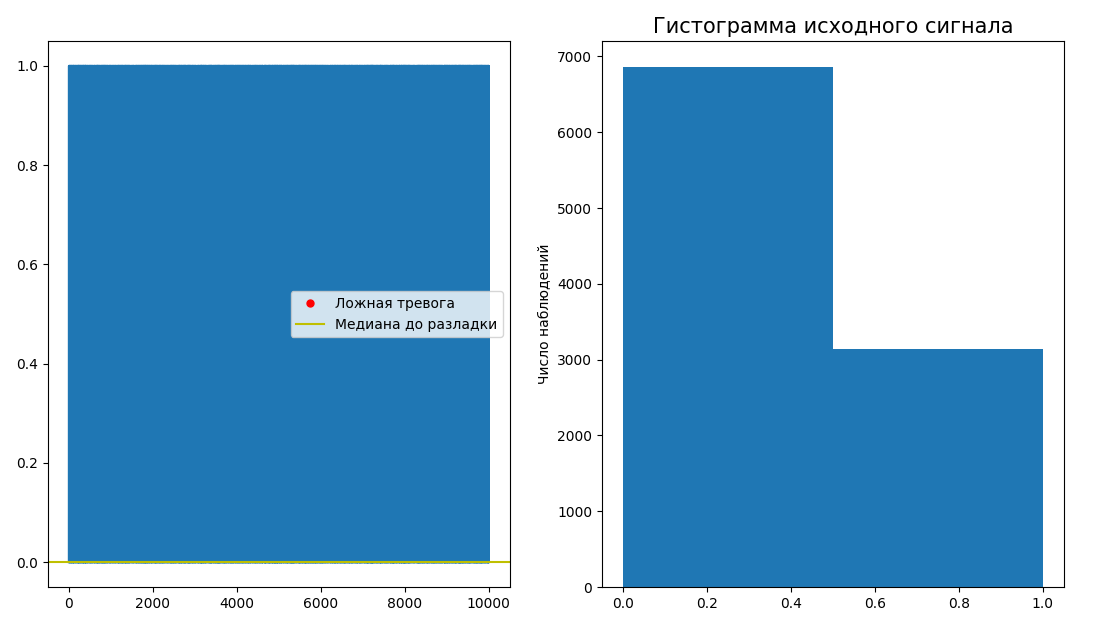 1.0
0.8
0.6
0.4
0.2
0.0
0 2000 4000 6000 8000 10000
Ложная тревога
Медиана до разладки
Гистограмма исходного сигнала
Число наблюдений
7000
6000
5000
4000
3000
2000
1000
0
0.0 0.2 0.4 0.6 0.8 1.0